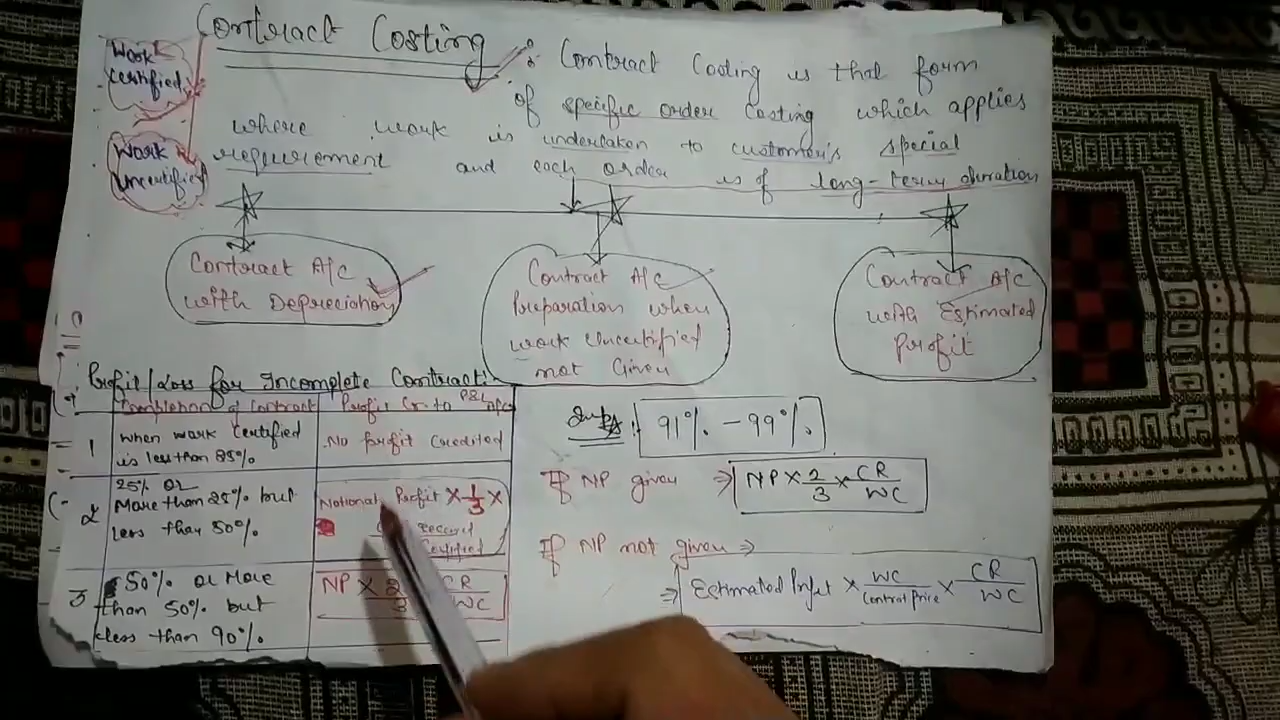 Contract Costing :
Work
certified
Contract Costing is that form
of specific order costing which applies
where work is undertaken to customer's special
requirement and each order is of long-term duration
Work
uncertified
Contract A/C
with Depreciation
Contract A/C
Preparation when
work uncertified
not Given
Contract A/C
with Estimated
Profit
Profit/Loss for Incomplete Contract:
Completion of contract
Profit Cr. to P&L A/c
1
when work certified
is less than 25%
No profit credited
2
25% or
More than 25% but
less than 50%
Notional Profit × 1/3 ×
Received
Certified
3
50% or More
than 50% but
less than 90%
NP × 2/3 CR/WC
91% - 99%
If NP given ⇒ NP × 2/3 × CR/WC
If NP not given ⇒
⇒ Estimated Profit × WC/Contract Price × CR/WC